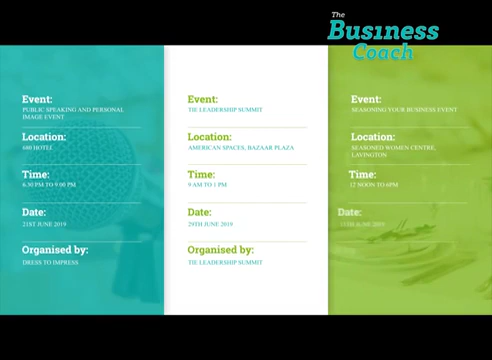 The
Business
Coach
Event:
PUBLIC SPEAKING AND PERSONAL
IMAGE EVENT
Location:
680 HOTEL
Time:
6.30 PM TO 9.00 PM
Date:
21ST JUNE 2019
Organised by:
DRESS TO IMPRESS
Event:
TIE LEADERSHIP SUMMIT
Location:
AMERICAN SPACES, BAZAAR PLAZA
Time:
9 AM TO 1 PM
Date:
29TH JUNE 2019
Organised by:
TIE LEADERSHIP SUMMIT
Event:
SEASONING YOUR BUSINESS EVENT
Location:
SEASONED WOMEN CENTRE,
LAVINGTON
Time:
12 NOON TO 6PM
Date:
JUNE 2019